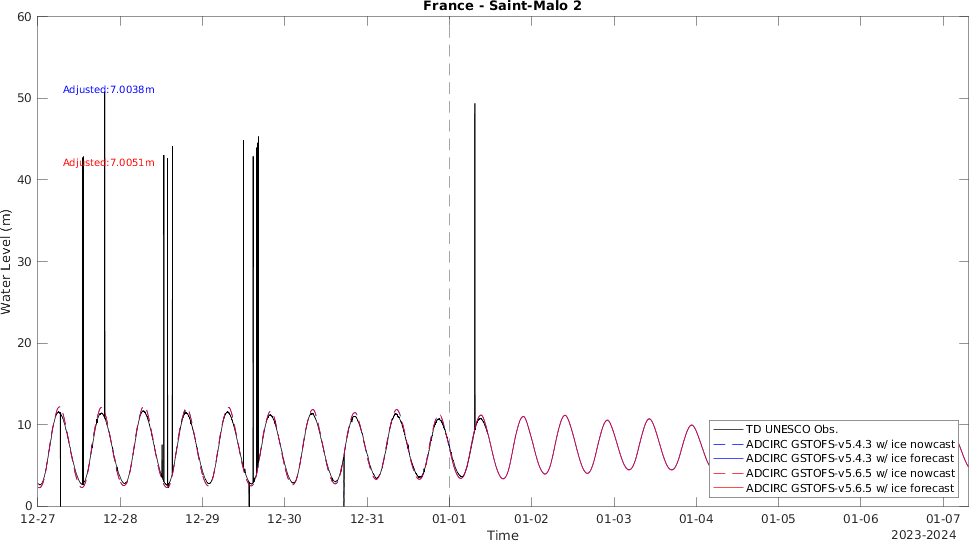 France - Saint-Malo 2
60
50
40
30
20
10
0
Water Level (m)
Adjusted:7.0038m
Adjusted:7.0051m
TD UNESCO Obs.
ADCIRC GSTOFS-v5.4.3 w/ ice nowcast
ADCIRC GSTOFS-v5.4.3 w/ ice forecast
ADCIRC GSTOFS-v5.6.5 w/ ice nowcast
ADCIRC GSTOFS-v5.6.5 w/ ice forecast
12-27 12-28 12-29 12-30 12-31 01-01 01-02 01-03 01-04 01-05 01-06 01-07
Time
2023-2024